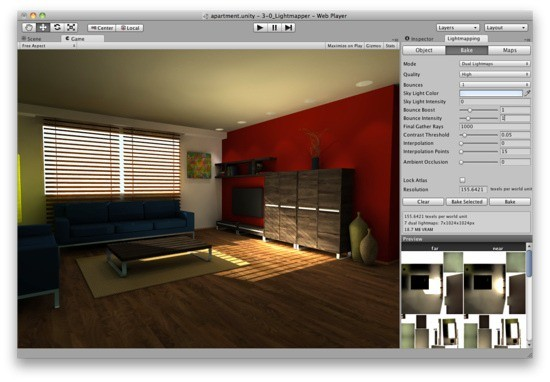 apartment.unity - 3-0_Lightmapper - Web Player
Center Local Layers Layout
Scene Game
Free Aspect Maximize on Play Gizmos Stats
Inspector Lightmapping
Object Bake Maps
Mode Dual Lightmaps
Quality High
Bounces 1
Sky Light Color
Sky Light Intensity 0
Bounce Boost 1
Bounce Intensity 1
Final Gather Rays 1000
Contrast Threshold 0.05
Interpolation 0
Interpolation Points 15
Ambient Occlusion 0
Lock Atlas
Resolution 155.6421 texels per world unit
Clear Bake Selected Bake
155.6421 texels per world unit
7 dual lightmaps: 7x1024x1024px
18.7 MB VRAM
Preview
far near